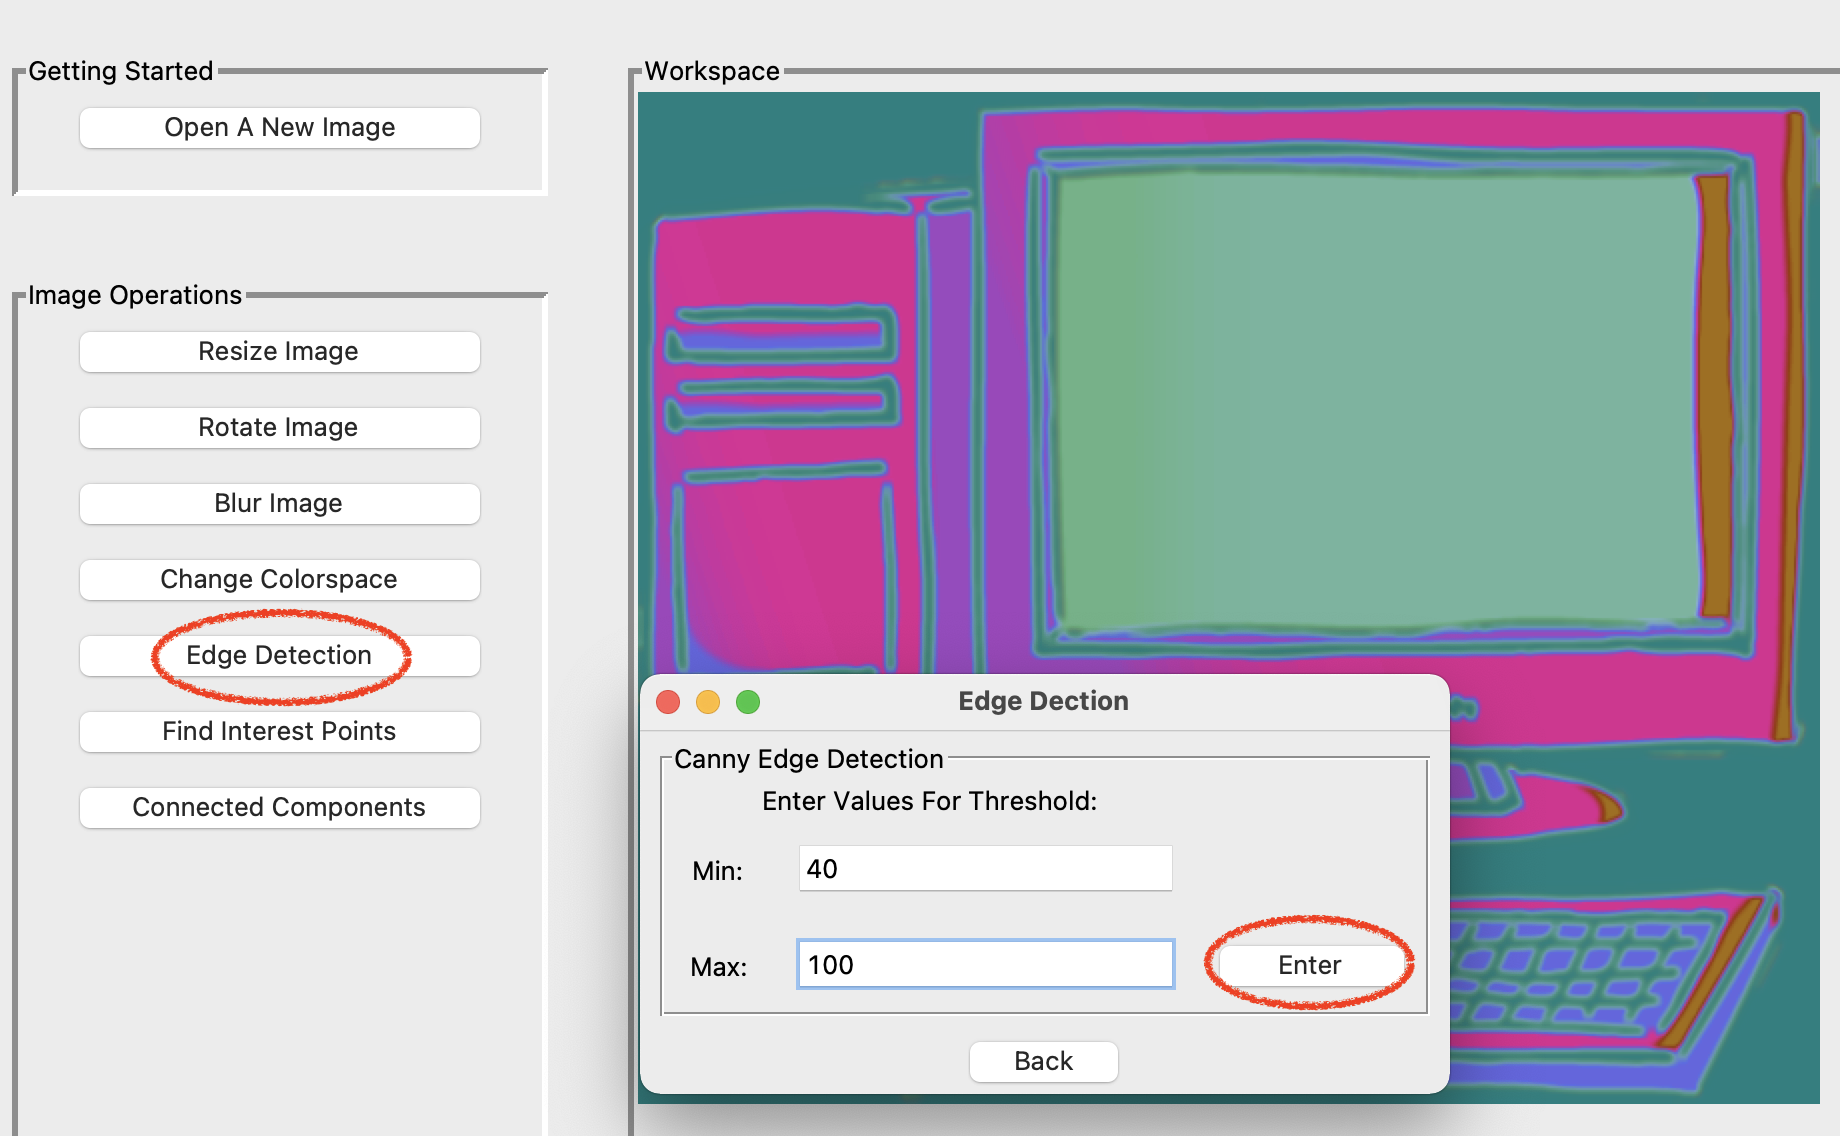 Getting Started
Open A New Image
Image Operations
Resize Image
Rotate Image
Blur Image
Change Colorspace
Edge Detection
Find Interest Points
Connected Components
Workspace
Edge Dection
Canny Edge Detection
Enter Values For Threshold:
Min: 40
Max: 100 Enter
Back